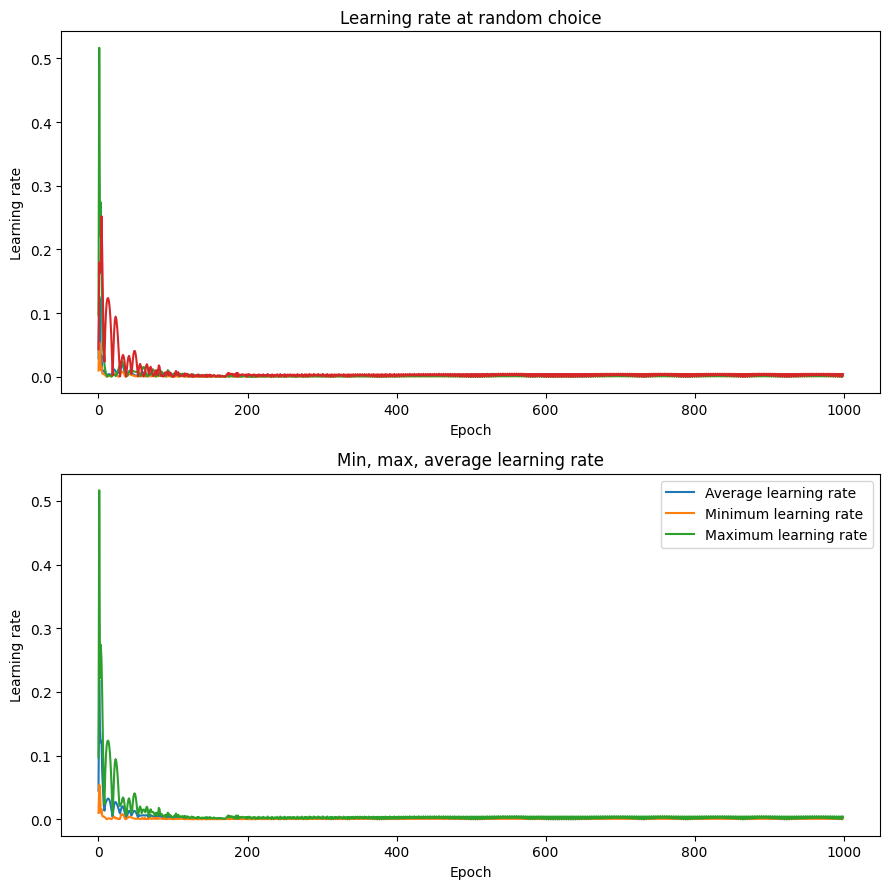 Learning rate at random choice
Learning rate
0.5
0.4
0.3
0.2
0.1
0.0
0 200 400 600 800 1000
Epoch
Min, max, average learning rate
Learning rate
0.5
0.4
0.3
0.2
0.1
0.0
Average learning rate
Minimum learning rate
Maximum learning rate
0 200 400 600 800 1000
Epoch